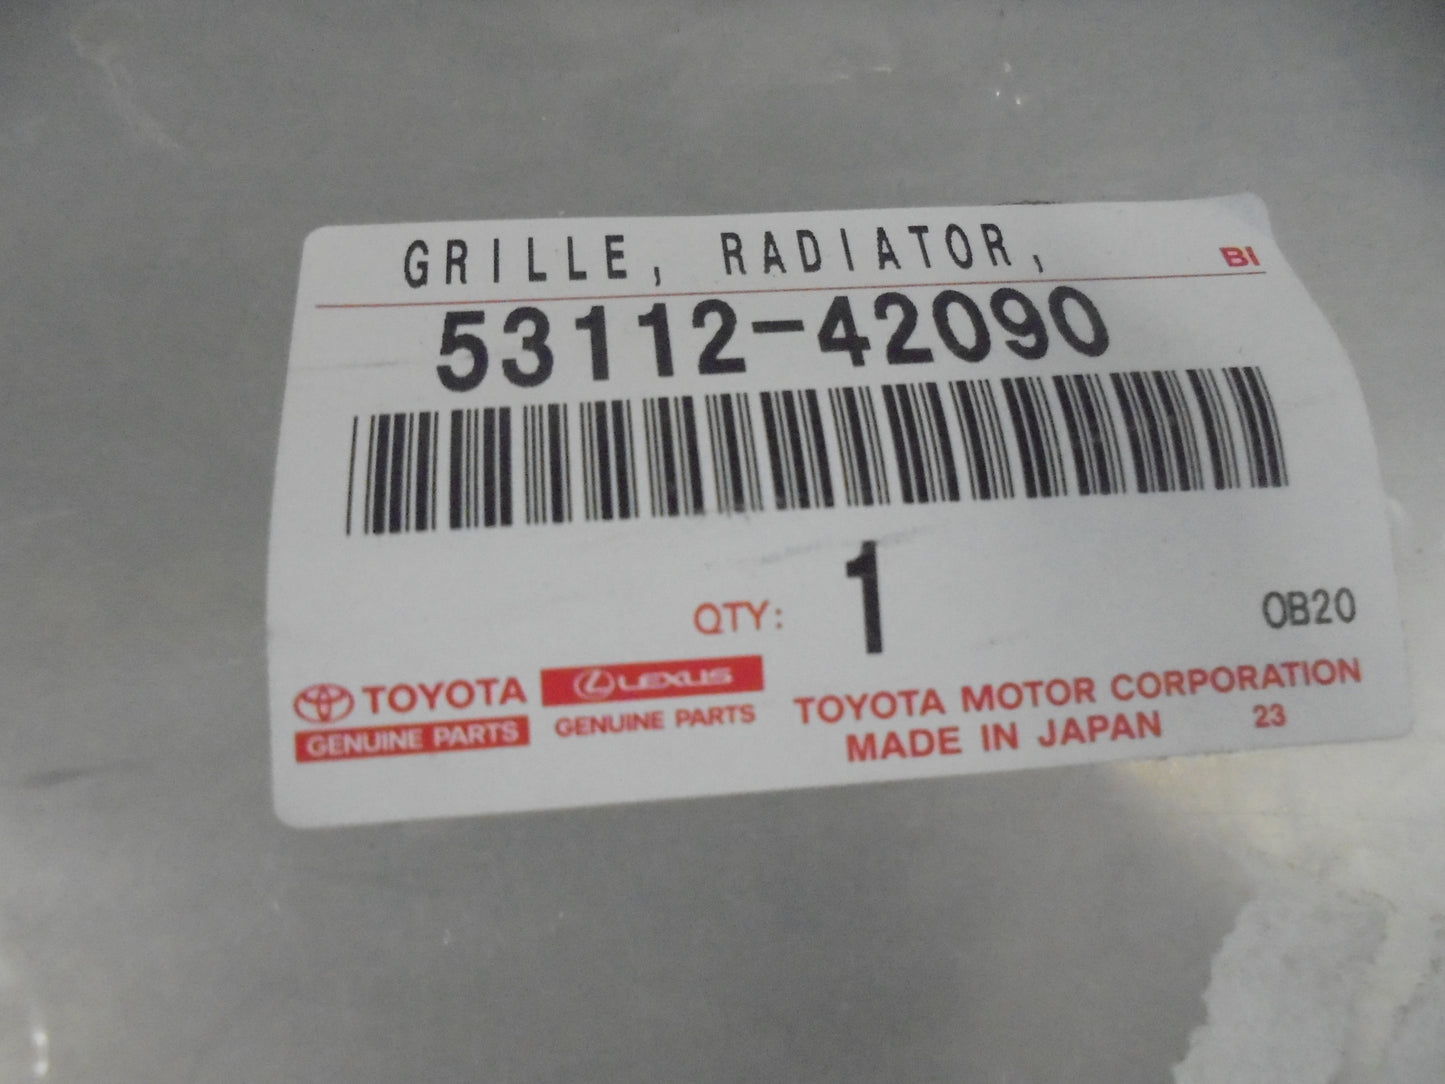 GRILLE, RADIATOR,
BI
53112-42090
QTY: 1
0B20
TOYOTA
GENUINE PARTS
LEXUS
GENUINE PARTS
TOYOTA MOTOR CORPORATION
MADE IN JAPAN 23